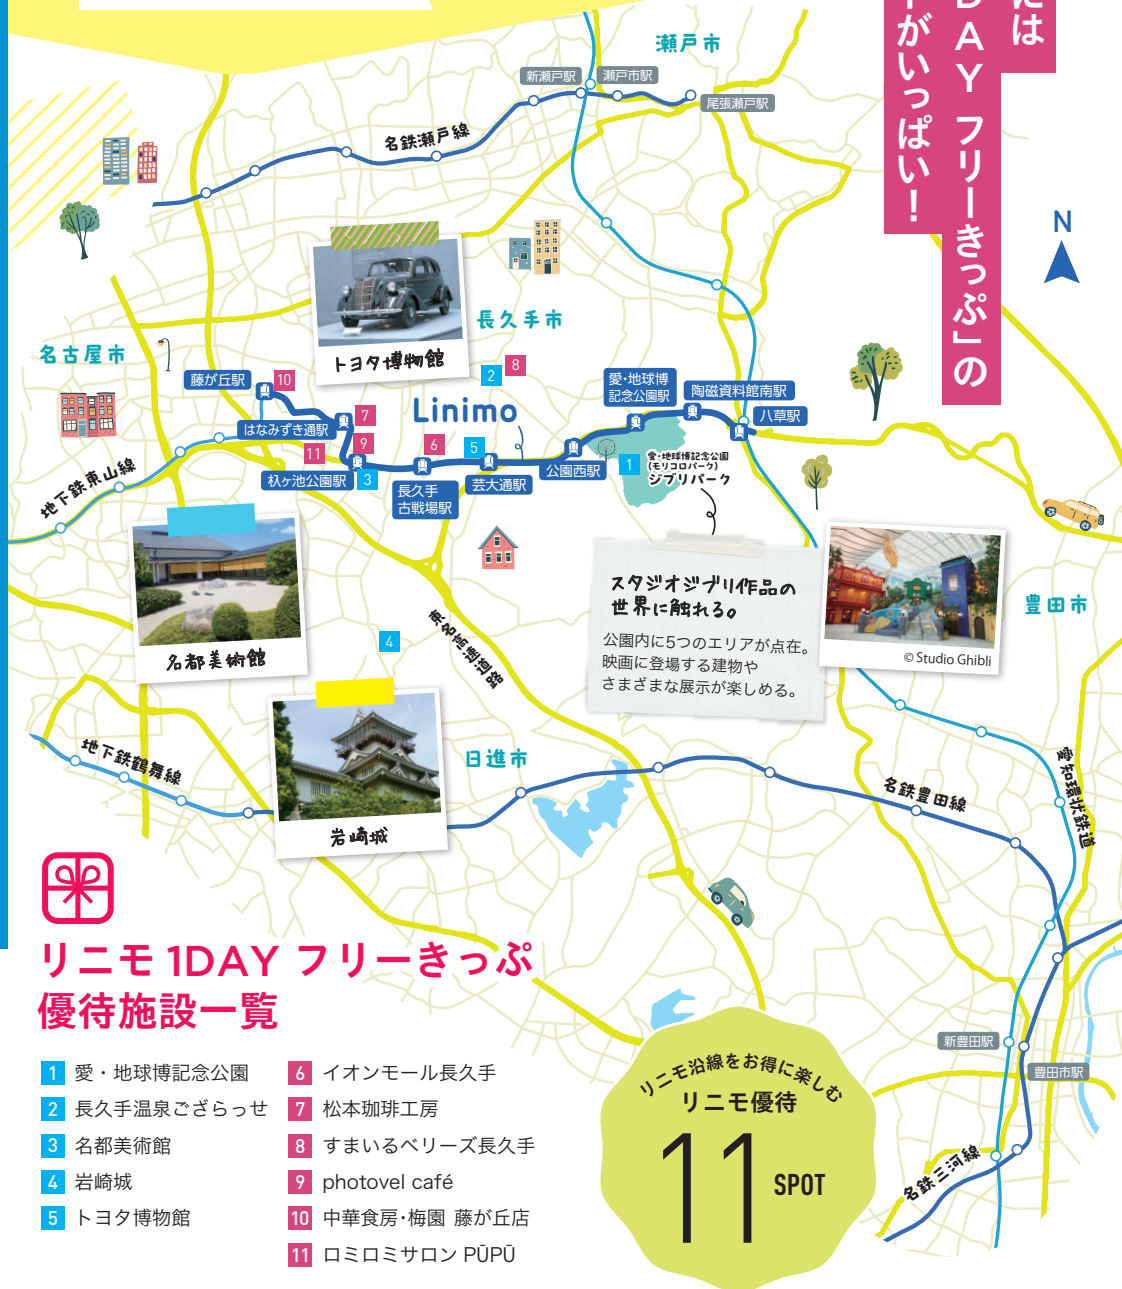 には
DAY フリーきっぷ」の
がいっぱい！
瀬戸市
新瀬戸駅
瀬戸市駅
尾張瀬戸駅
名鉄瀬戸線
N
トヨタ博物館
長久手市
名古屋市
藤が丘駅
10
2
8
愛・地球博
記念公園駅
陶磁資料館南駅
八草駅
Linimo
7
はなみずき通駅
9
6
5
11
杁ヶ池公園駅
3
長久手
古戦場駅
芸大通駅
公園西駅
1
愛・地球博記念公園
(モリコロパーク)
ジブリパーク
地下鉄東山線
スタジオジブリ作品の
世界に触れる。
公園内に5つのエリアが点在。
映画に登場する建物や
さまざまな展示が楽しめる。
© Studio Ghibli
豊田市
名都美術館
4
東名高速道路
岩崎城
日進市
地下鉄鶴舞線
名鉄豊田線
愛知環状鉄道
リニモ 1DAY フリーきっぷ
優待施設一覧
1 愛・地球博記念公園
2 長久手温泉ござらっせ
3 名都美術館
4 岩崎城
5 トヨタ博物館
6 イオンモール長久手
7 松本珈琲工房
8 すまいるベリーズ長久手
9 photovel café
10 中華食房・梅園 藤が丘店
11 ロミロミサロン PŪPŪ
リニモ沿線をお得に楽しむ
リニモ優待
11 SPOT
新豊田駅
豊田市駅
名鉄三河線